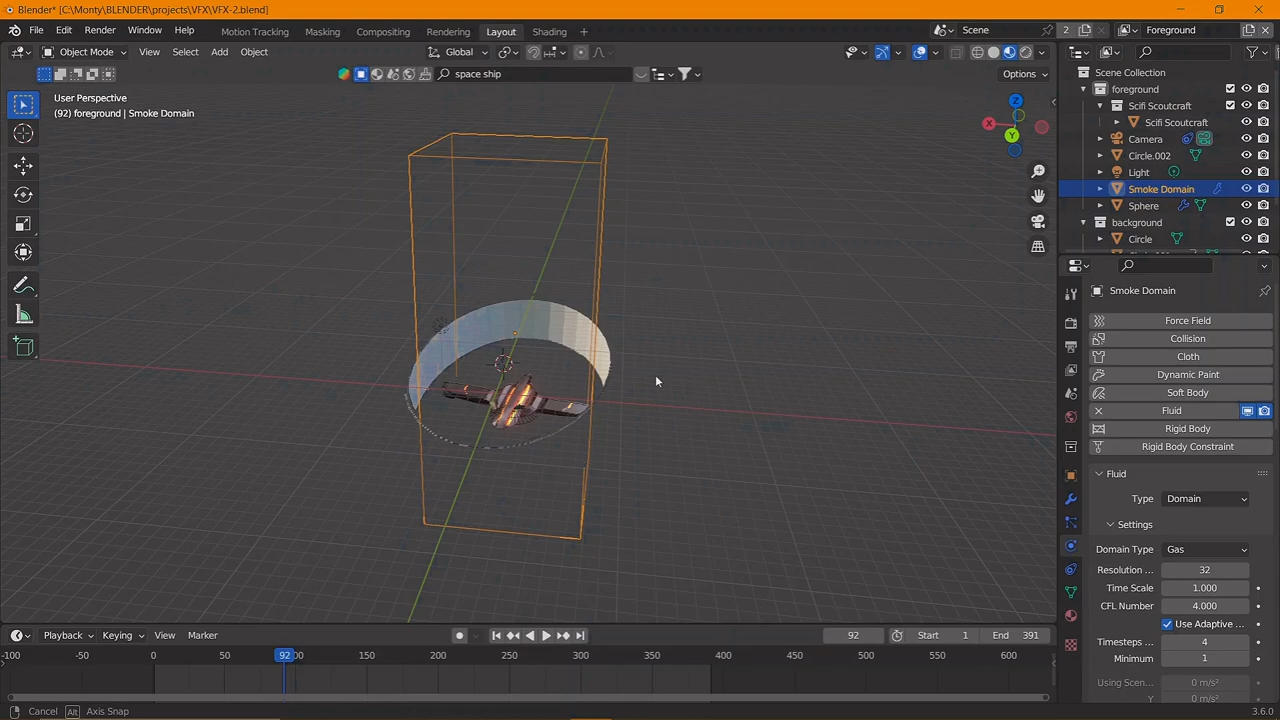 Blender* [C:\Monty\BLENDER\projects\VFX\VFX-2.blend]
File Edit Render Window Help Motion Tracking Masking Compositing Rendering Layout Shading + Scene 2 Foreground
Object Mode View Select Add Object Global
space ship Options
User Perspective
(92) foreground | Smoke Domain
Z
X
Y
Scene Collection
foreground
Scifi Scoutcraft
Scifi Scoutcraft
Camera
Circle.002
Light
Smoke Domain
Sphere
background
Circle
Smoke Domain
Force Field
Collision
Cloth
Dynamic Paint
Soft Body
Fluid
Rigid Body
Rigid Body Constraint
Fluid
Type Domain
Settings
Domain Type Gas
Resolution ... 32
Time Scale 1.000
CFL Number 4.000
Use Adaptive ...
Timesteps ... 4
Minimum 1
Using Scen... 0 m/s²
Y 0 m/s²
Playback Keying View Marker 92 Start 1 End 391
-100 -50 0 50 92 100 150 200 250 300 350 400 450 500 550 600
Cancel Alt Axis Snap 3.6.0